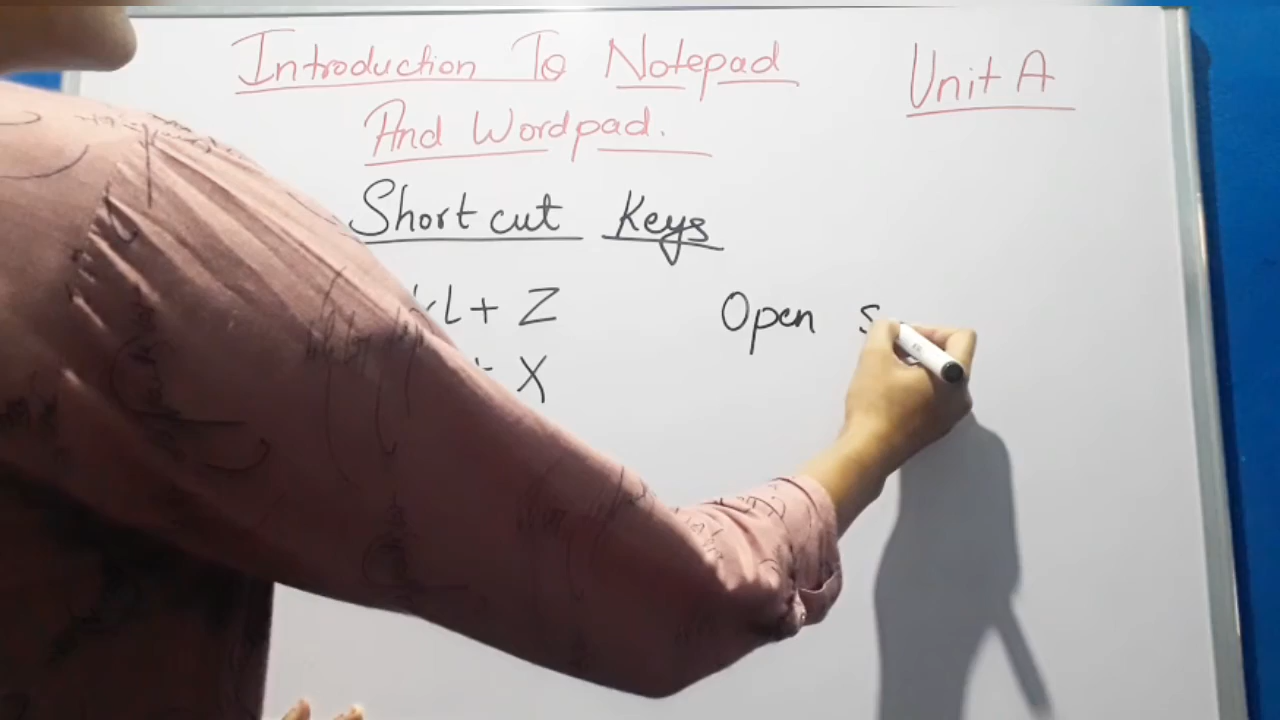 Introduction To Notepad
And Wordpad.
Unit A
Short cut Keys
+ Z
Open
X